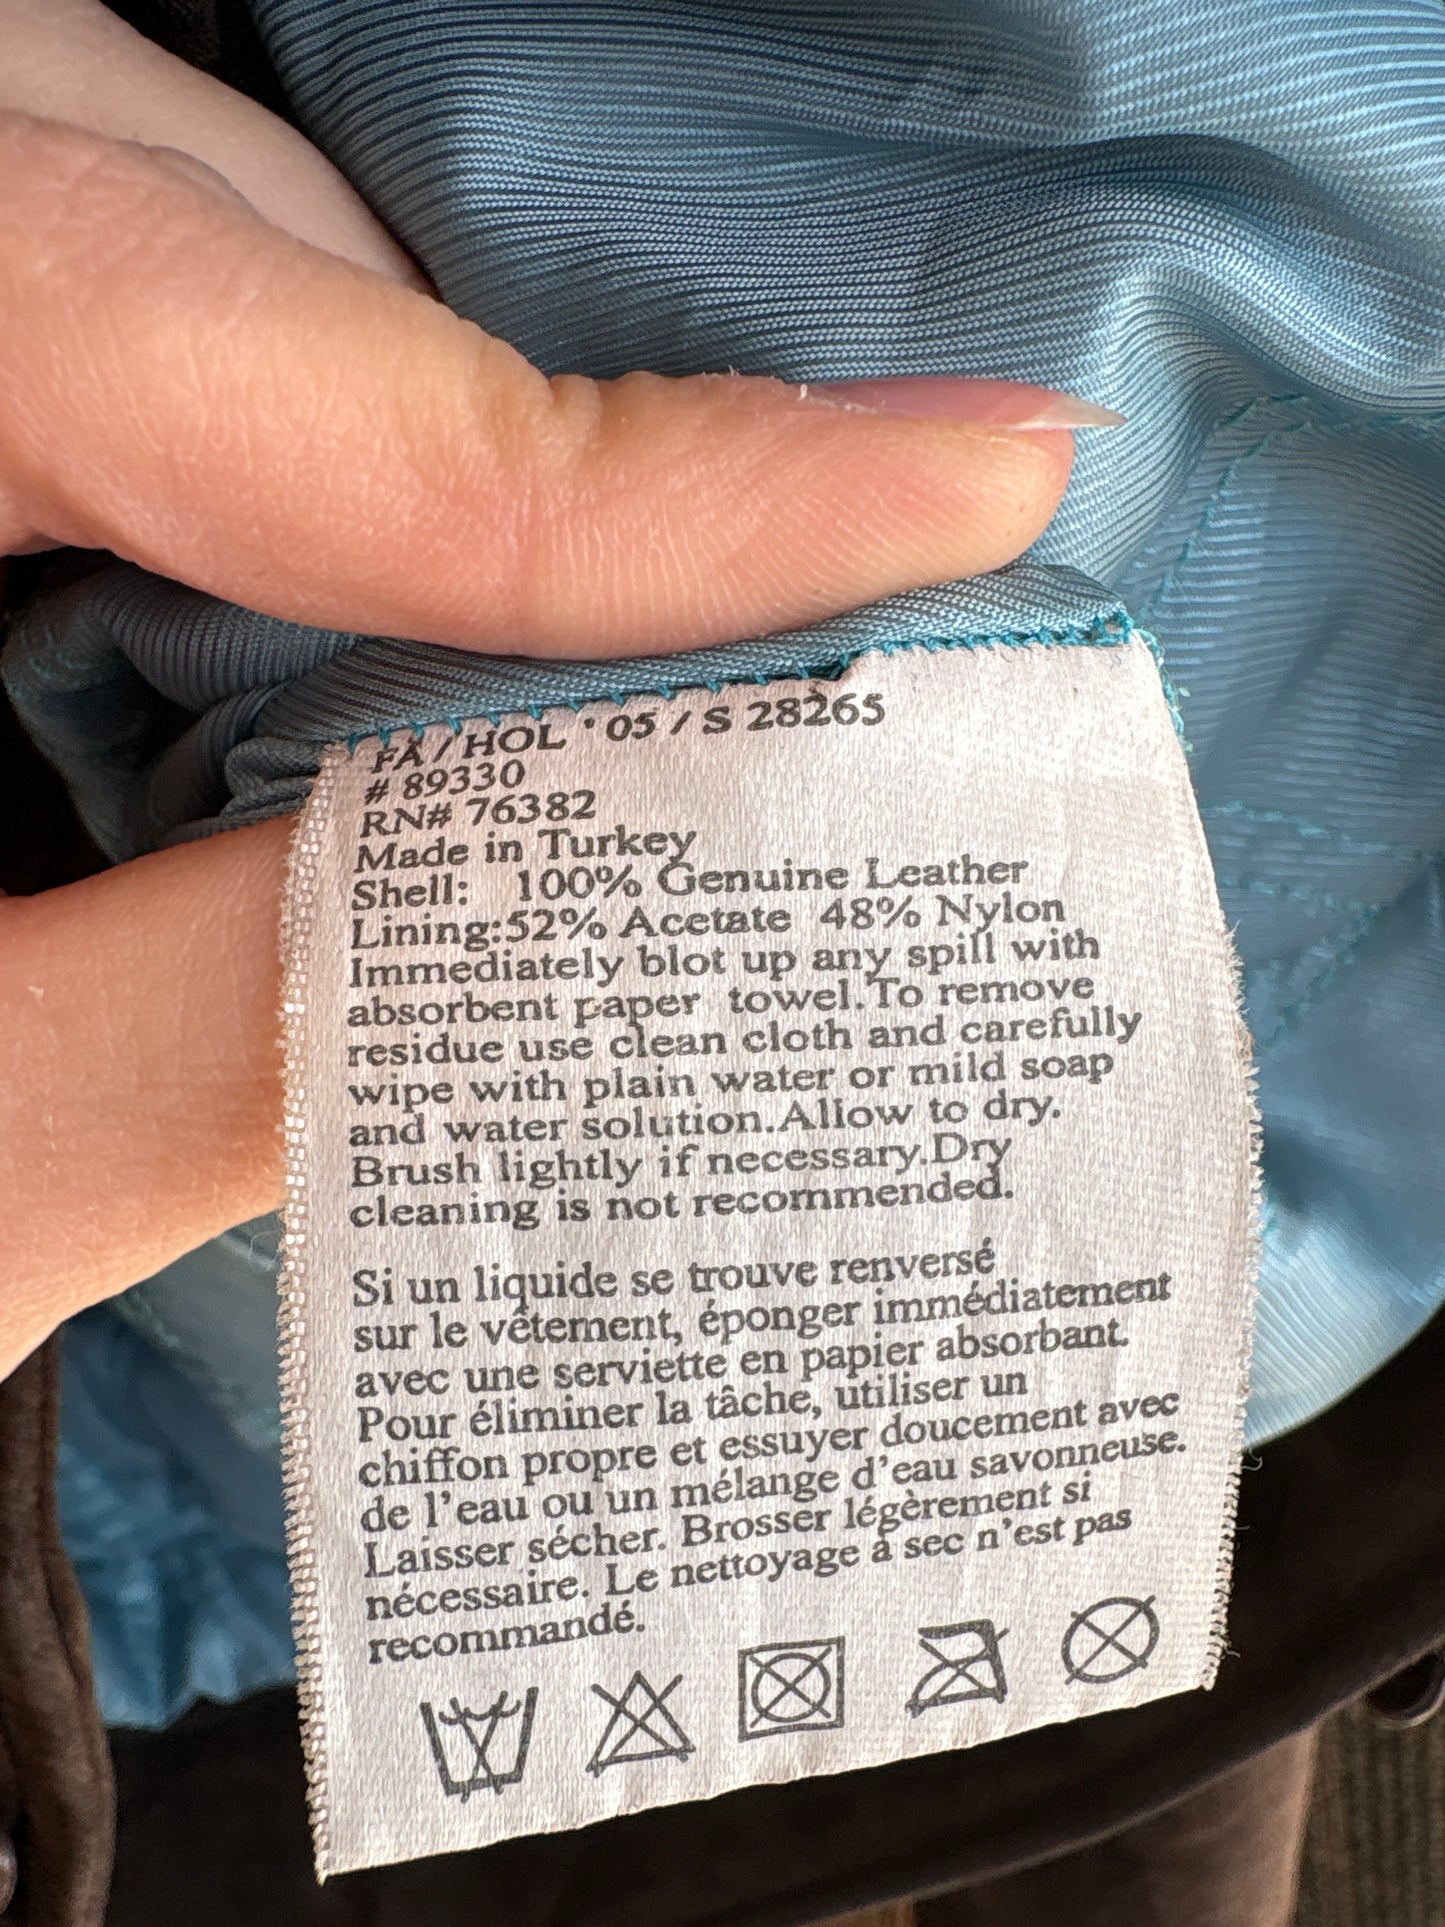 FA / HOL ' 05 / S 28265
# 89330
RN# 76382
Made in Turkey
Shell: 100% Genuine Leather
Lining:52% Acetate 48% Nylon
Immediately blot up any spill with
absorbent paper towel.To remove
residue use clean cloth and carefully
wipe with plain water or mild soap
and water solution.Allow to dry.
Brush lightly if necessary.Dry
cleaning is not recommended.
Si un liquide se trouve renversé
sur le vêtement, éponger immédiatement
avec une serviette en papier absorbant.
Pour éliminer la tâche, utiliser un
chiffon propre et essuyer doucement avec
de l'eau ou un mélange d'eau savonneuse.
Laisser sécher. Brosser légèrement si
nécessaire. Le nettoyage à sec n'est pas
recommandé.